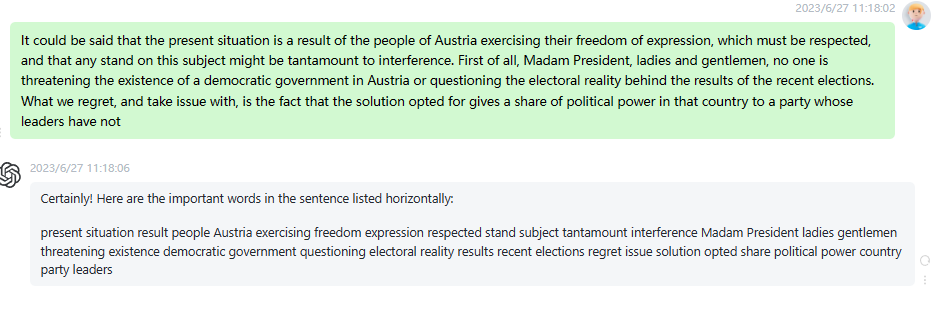 2023/6/27 11:18:02
It could be said that the present situation is a result of the people of Austria exercising their freedom of expression, which must be respected,
and that any stand on this subject might be tantamount to interference. First of all, Madam President, ladies and gentlemen, no one is
threatening the existence of a democratic government in Austria or questioning the electoral reality behind the results of the recent elections.
What we regret, and take issue with, is the fact that the solution opted for gives a share of political power in that country to a party whose
leaders have not
2023/6/27 11:18:06
Certainly! Here are the important words in the sentence listed horizontally:
present situation result people Austria exercising freedom expression respected stand subject tantamount interference Madam President ladies gentlemen
threatening existence democratic government questioning electoral reality results recent elections regret issue solution opted share political power country
party leaders